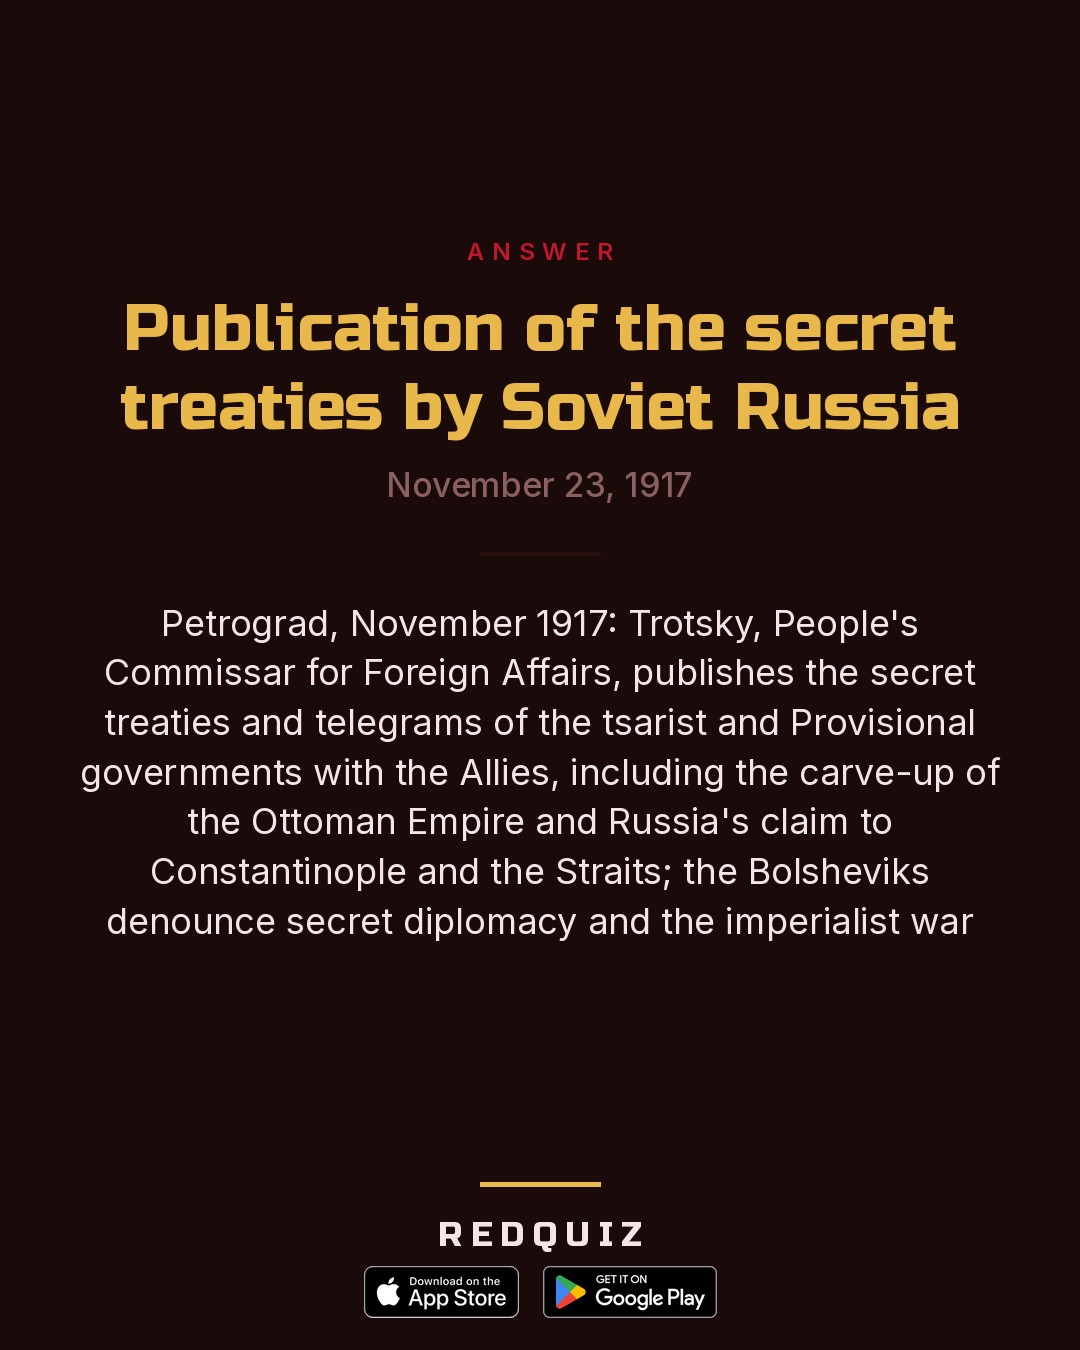 ANSWER
Publication of the secret
treaties by Soviet Russia
November 23, 1917
Petrograd, November 1917: Trotsky, People's
Commissar for Foreign Affairs, publishes the secret
treaties and telegrams of the tsarist and Provisional
governments with the Allies, including the carve-up of
the Ottoman Empire and Russia's claim to
Constantinople and the Straits; the Bolsheviks
denounce secret diplomacy and the imperialist war
REDQUIZ
Download on the
App Store
GET IT ON
Google Play